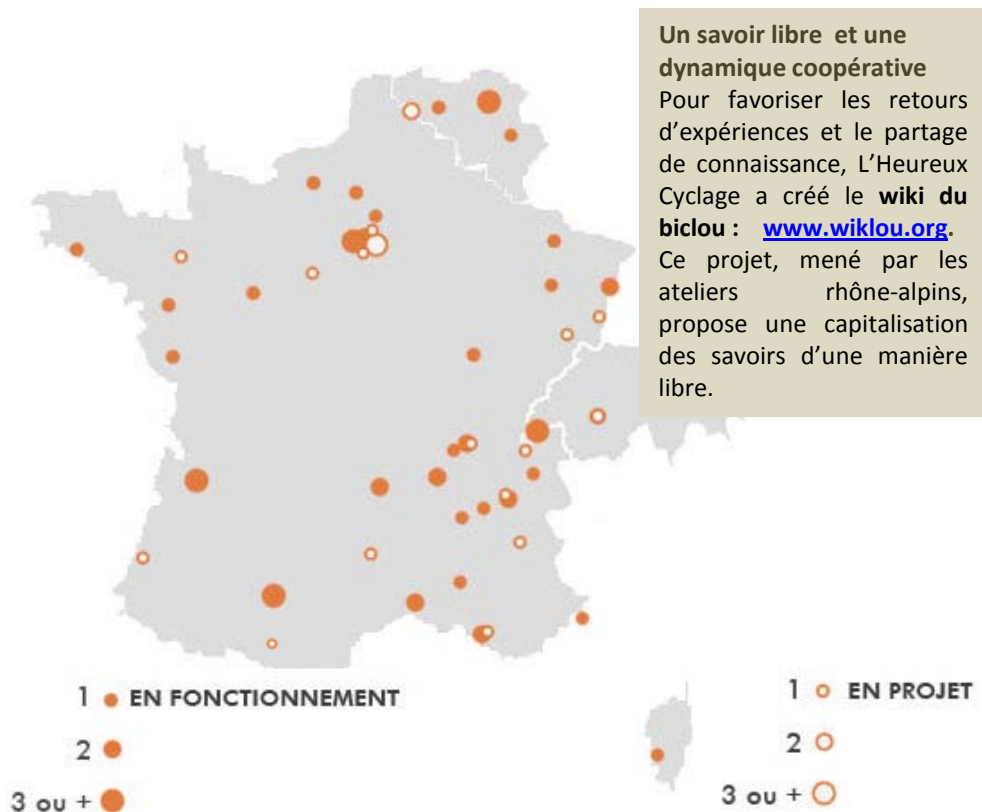 Un savoir libre et une
dynamique coopérative
Pour favoriser les retours
d’expériences et le partage
de connaissance, L’Heureux
Cyclage a créé le wiki du
biclou : www.wiklou.org.
Ce projet, mené par les
ateliers rhône-alpins,
propose une capitalisation
des savoirs d’une manière
libre.
1 EN FONCTIONNEMENT
2
3 ou +
1 EN PROJET
2
3 ou +